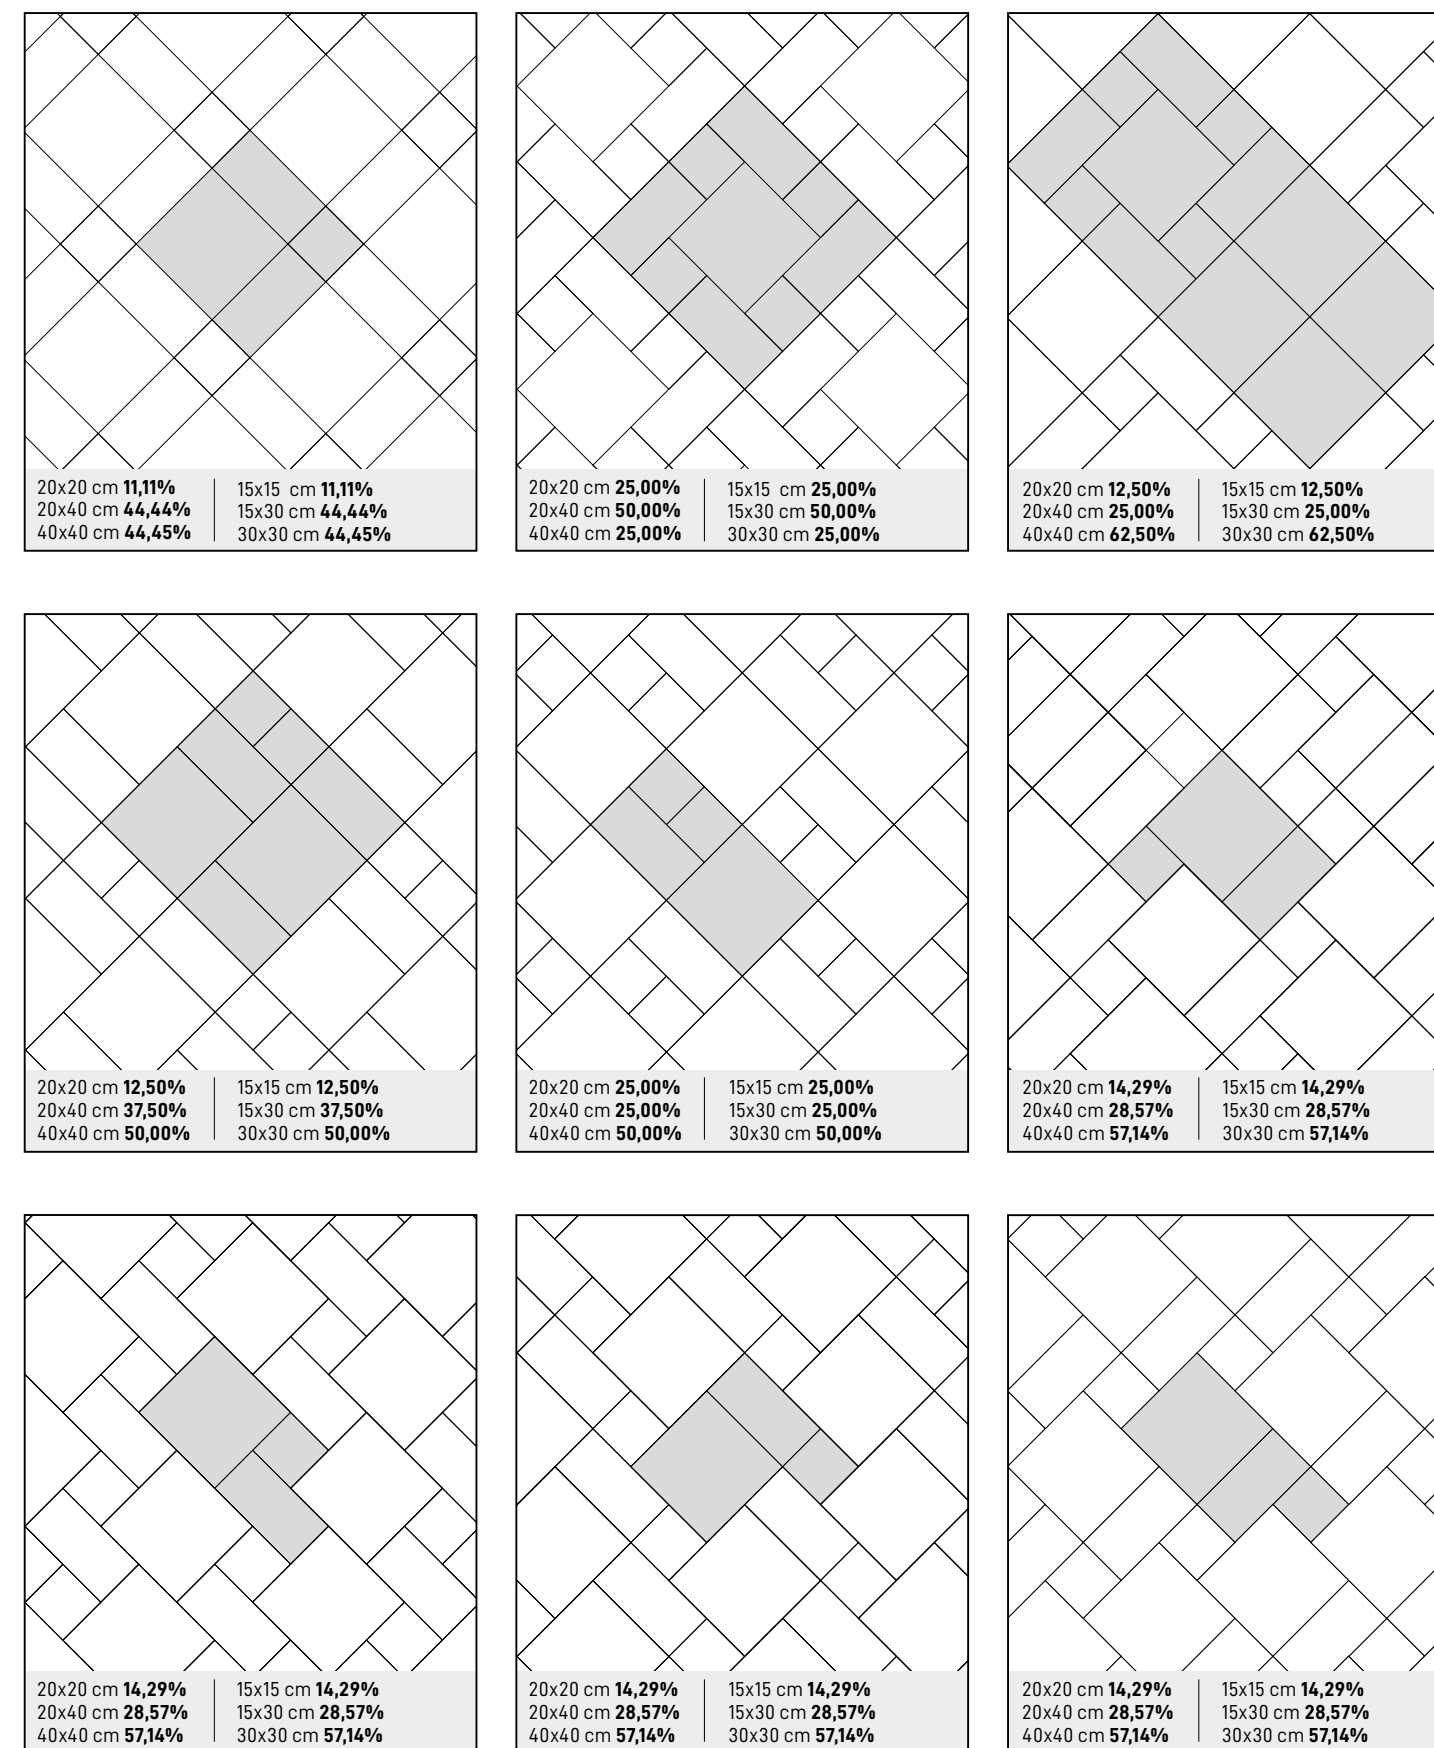 20x20 cm 11,11%
20x40 cm 44,44%
40x40 cm 44,45%
15x15 cm 11,11%
15x30 cm 44,44%
30x30 cm 44,45%
20x20 cm 25,00%
20x40 cm 50,00%
40x40 cm 25,00%
15x15 cm 25,00%
15x30 cm 50,00%
30x30 cm 25,00%
20x20 cm 12,50%
20x40 cm 25,00%
40x40 cm 62,50%
15x15 cm 12,50%
15x30 cm 25,00%
30x30 cm 62,50%
20x20 cm 12,50%
20x40 cm 37,50%
40x40 cm 50,00%
15x15 cm 12,50%
15x30 cm 37,50%
30x30 cm 50,00%
20x20 cm 25,00%
20x40 cm 25,00%
40x40 cm 50,00%
15x15 cm 25,00%
15x30 cm 25,00%
30x30 cm 50,00%
20x20 cm 14,29%
20x40 cm 28,57%
40x40 cm 57,14%
15x15 cm 14,29%
15x30 cm 28,57%
30x30 cm 57,14%
20x20 cm 14,29%
20x40 cm 28,57%
40x40 cm 57,14%
15x15 cm 14,29%
15x30 cm 28,57%
30x30 cm 57,14%
20x20 cm 14,29%
20x40 cm 28,57%
40x40 cm 57,14%
15x15 cm 14,29%
15x30 cm 28,57%
30x30 cm 57,14%
20x20 cm 14,29%
20x40 cm 28,57%
40x40 cm 57,14%
15x15 cm 14,29%
15x30 cm 28,57%
30x30 cm 57,14%